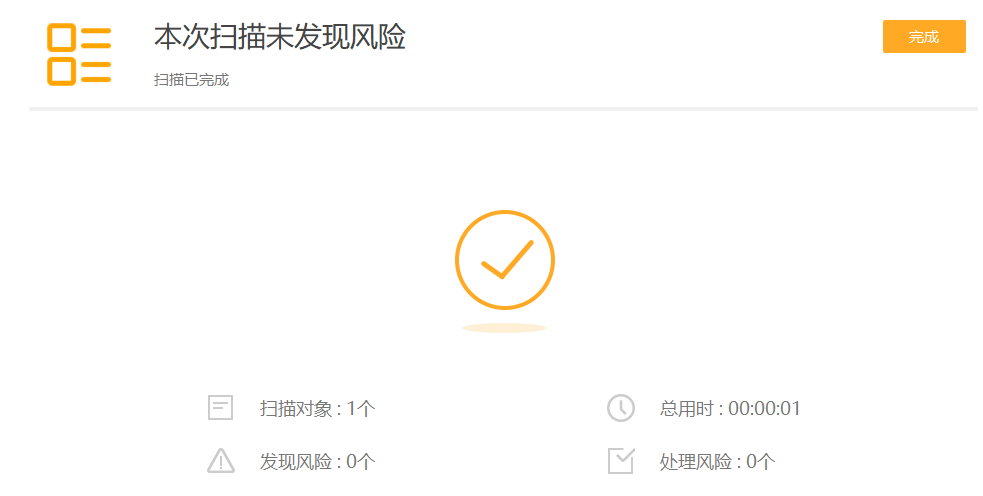 本次扫描未发现风险
完成
扫描已完成
扫描对象 : 1个
总用时 : 00:00:01
发现风险 : 0个
处理风险 : 0个